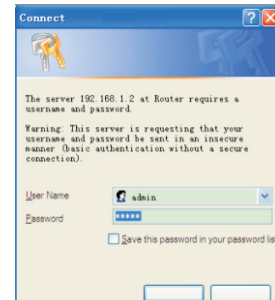 Connect
The server 192.168.1.2 at Router requires a
username and password.
Warning: This server is requesting that your
username and password be sent in an insecure
manner (basic authentication without a secure
connection).
User Name
admin
Password
Save this password in your password lis